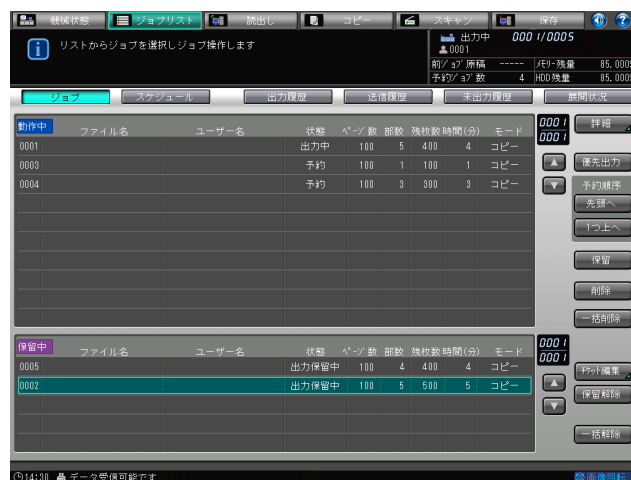 機械状態 ジョブリスト 読出し コピー スキャン 保存
リストからジョブを選択しジョブ操作します
出力中 0001/0005
0001
前ジョブ原稿 -----
予約ジョブ数 4
メモリー残量 85.000
HDD残量 85.000
ジョブ スケジュール 出力履歴 送信履歴 未出力履歴 展開状況
動作中 ファイル名 ユーザー名 状態 ページ数 部数 残枚数 時間(分) モード
0001 出力中 100 5 400 4 コピー
0003 予約 100 1 100 1 コピー
0004 予約 100 3 300 3 コピー
0001
0001
詳細
優先出力
予約順序
先頭へ
1つ上へ
保留
削除
一括削除
保留中 ファイル名 ユーザー名 状態 ページ数 部数 残枚数 時間(分) モード
0005 出力保留中 100 4 400 4 コピー
0002 出力保留中 100 5 500 5 コピー
0001
0001
チケット編集
保留解除
一括解除
14:30 データ受信可能です 画像回転